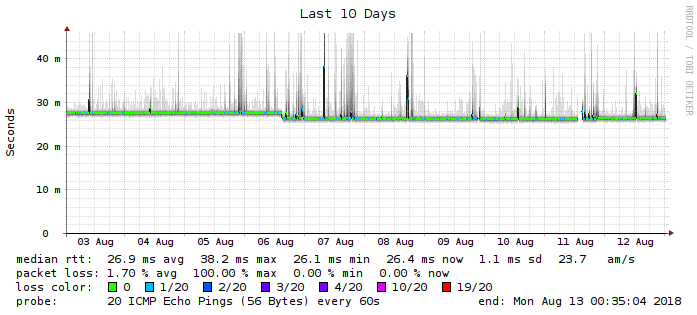 Last 10 Days
RRDTOOL / TOBI OETIKER
Seconds
40 m
30 m
20 m
10 m
0
03 Aug 04 Aug 05 Aug 06 Aug 07 Aug 08 Aug 09 Aug 10 Aug 11 Aug 12 Aug
median rtt: 26.9 ms avg 38.2 ms max 26.1 ms min 26.4 ms now 1.1 ms sd 23.7 am/s
packet loss: 1.70 % avg 100.00 % max 0.00 % min 0.00 % now
loss color: 0 1/20 2/20 3/20 4/20 10/20 19/20
probe: 20 ICMP Echo Pings (56 Bytes) every 60s end: Mon Aug 13 00:35:04 2018